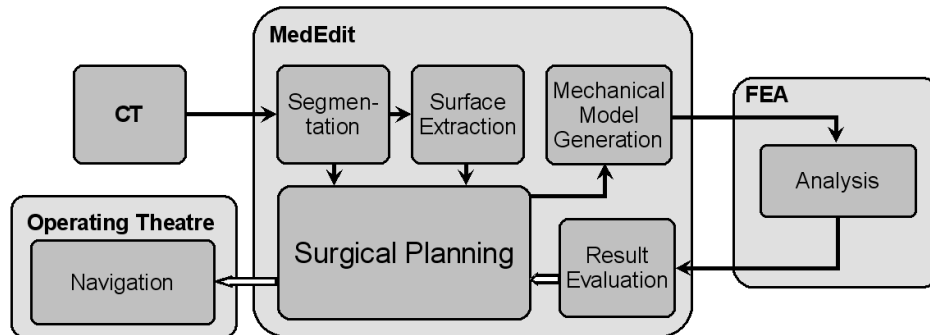 MedEdit
CT
Segmen-
tation
Surface
Extraction
Mechanical
Model
Generation
FEA
Analysis
Operating Theatre
Navigation
Surgical Planning
Result
Evaluation